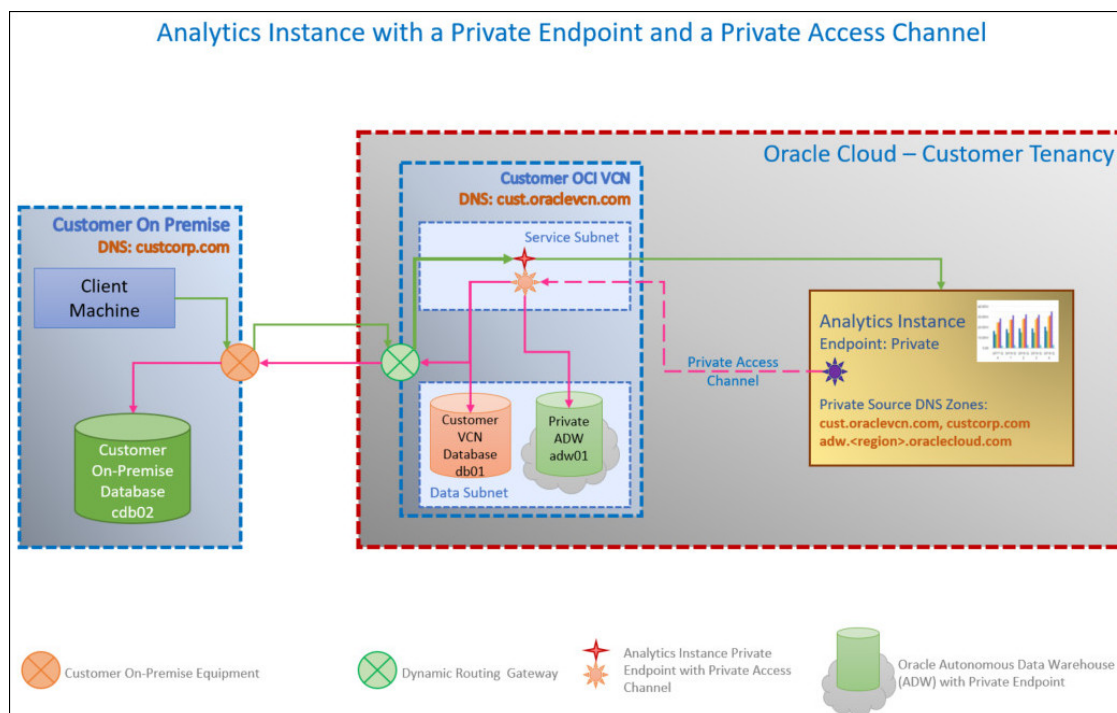 Analytics Instance with a Private Endpoint and a Private Access Channel
Oracle Cloud – Customer Tenancy
Customer OCI VCN
DNS: cust.oraclevcn.com
Service Subnet
Customer On Premise
DNS: custcorp.com
Client
Machine
Customer
On-Premise
Database
cdb02
Customer
VCN
Database
db01
Private
ADW
adw01
Data Subnet
Private Access
Channel
Analytics Instance
Endpoint: Private
Private Source DNS Zones:
cust.oraclevcn.com, custcorp.com
adw.<region>.oraclecloud.com
Customer On-Premise Equipment
Dynamic Routing Gateway
Analytics Instance Private
Endpoint with Private Access
Channel
Oracle Autonomous Data Warehouse
(ADW) with Private Endpoint